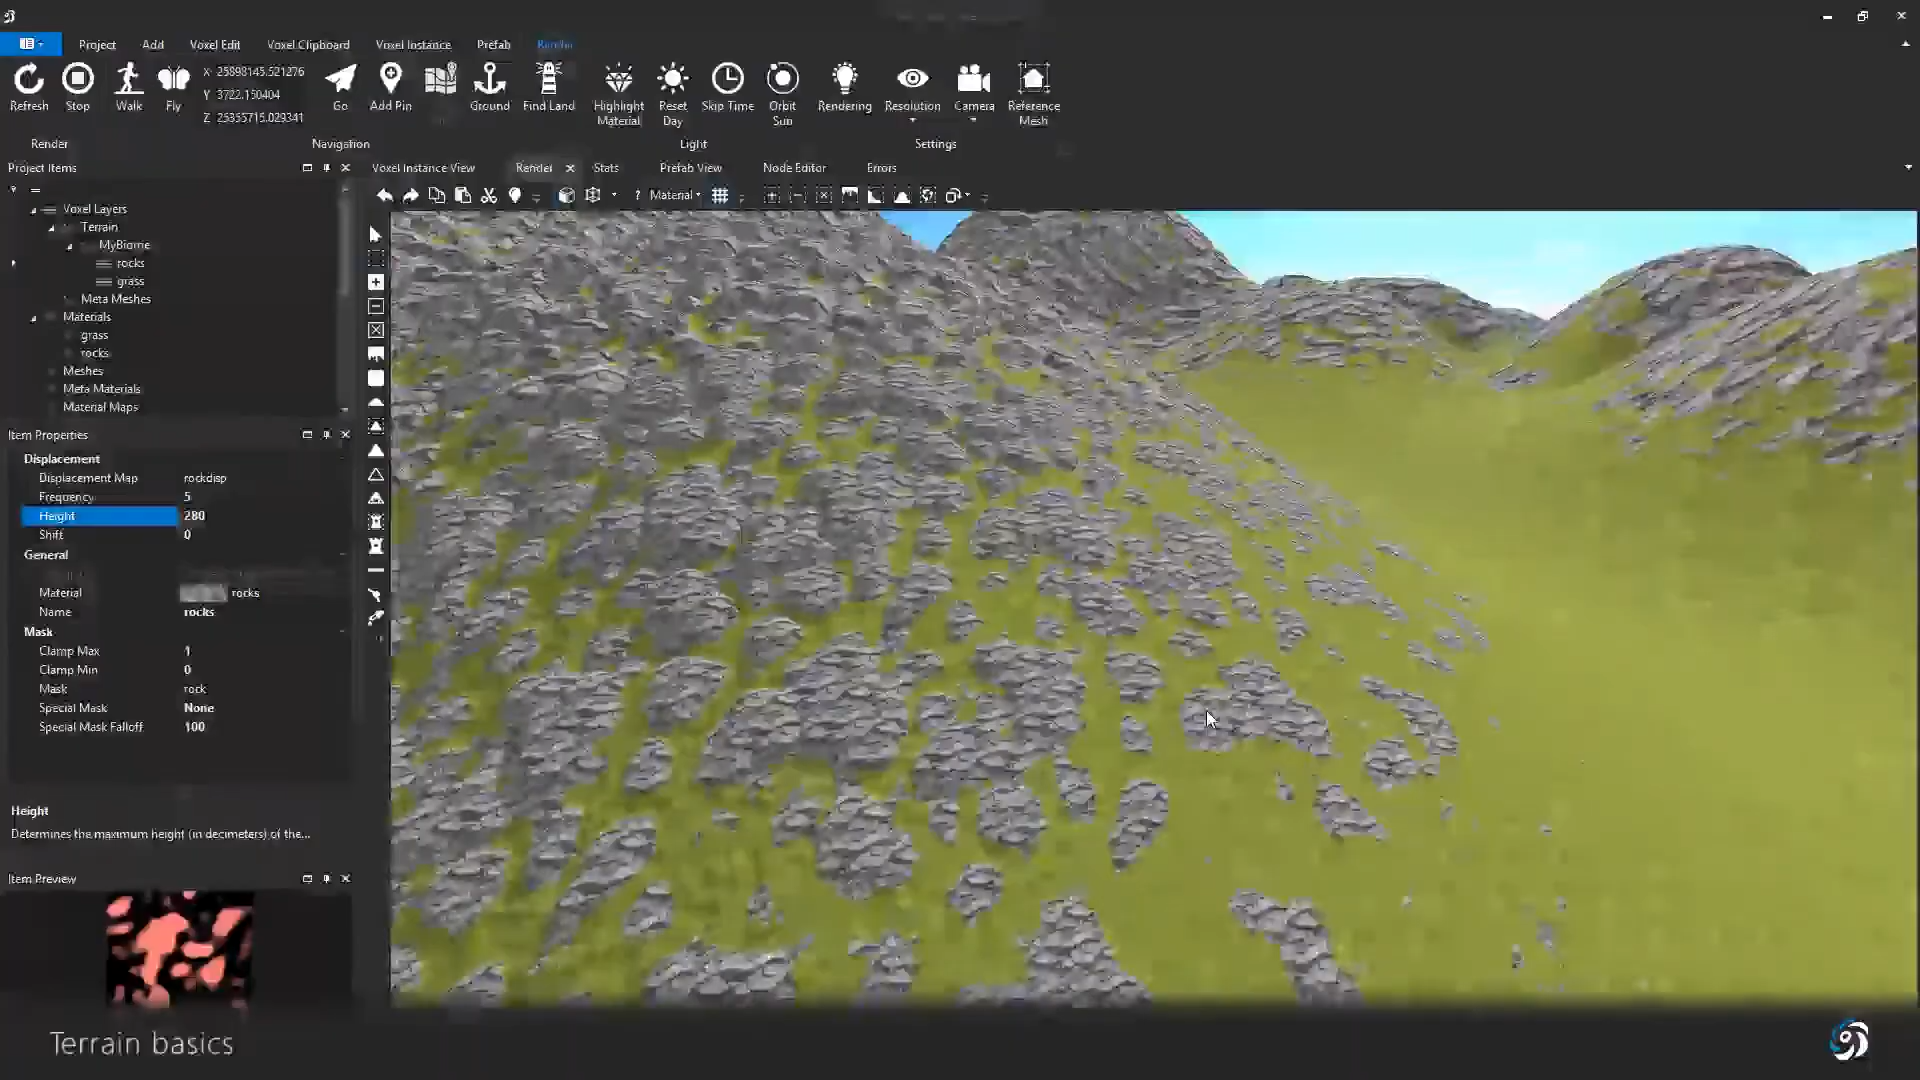 Project Add Voxel Edit Voxel Clipboard Voxel Instance Prefab Render
X 25898145.521276
Y 3722.150404
Z 25355715.029341
Refresh Stop Walk Fly Go Add Pin Ground Find Land Highlight Material Reset Day Skip Time Orbit Sun Rendering Resolution Camera Reference Mesh
Render Navigation Light Settings
Project Items
Voxel Instance View Render Stats Prefab View Node Editor Errors
? Material
Voxel Layers
Terrain
MyBiome
rocks
grass
Meta Meshes
Materials
grass
rocks
Meshes
Meta Materials
Material Maps
Item Properties
Displacement
Displacement Map rockdisp
Frequency 5
Height 280
Shift 0
General
Material rocks
Name rocks
Mask
Clamp Max 1
Clamp Min 0
Mask rock
Special Mask None
Special Mask Falloff 100
Height
Determines the maximum height (in decimeters) of the...
Item Preview
Terrain basics